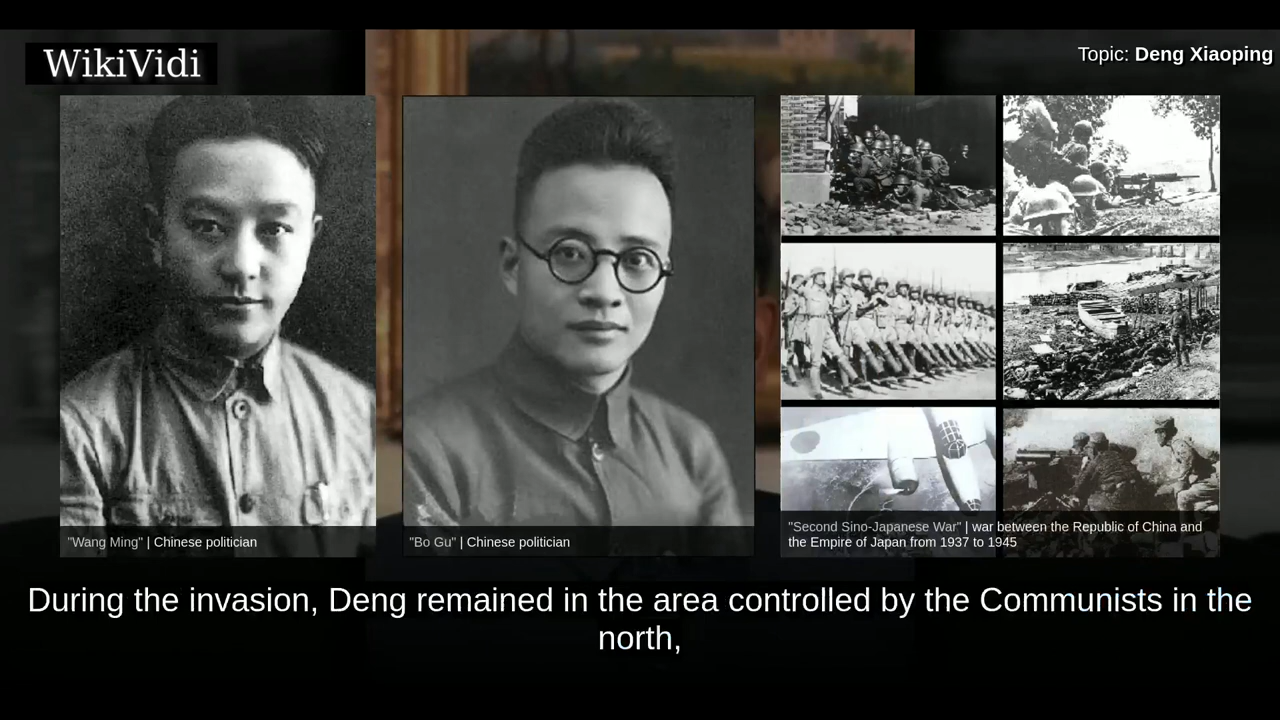 WikiVidi
Topic: Deng Xiaoping
"Wang Ming" | Chinese politician
"Bo Gu" | Chinese politician
"Second Sino-Japanese War" | war between the Republic of China and
the Empire of Japan from 1937 to 1945
During the invasion, Deng remained in the area controlled by the Communists in the
north,